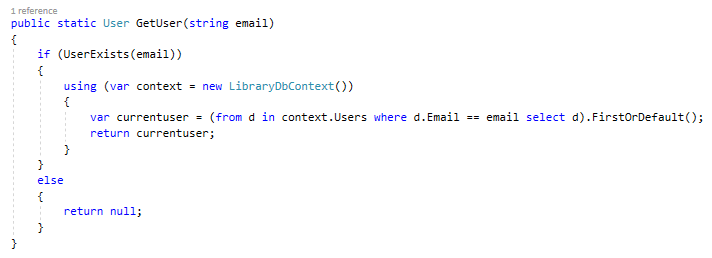 1 reference
public static User GetUser(string email)
{
    if (UserExists(email))
    {
        using (var context = new LibraryDbContext())
        {
            var currentuser = (from d in context.Users where d.Email == email select d).FirstOrDefault();
            return currentuser;
        }
    }
    else
    {
        return null;
    }
}